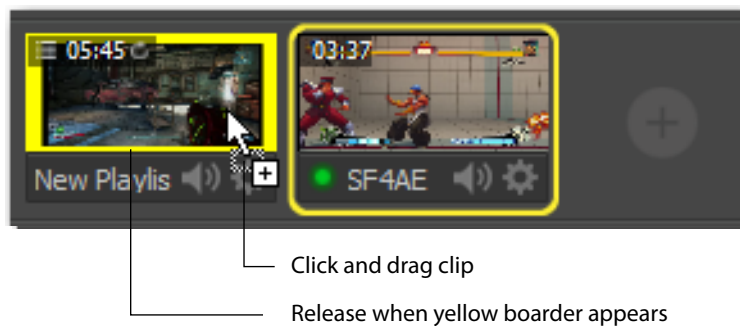 05:45
03:37
New Playlis
SF4AE
Click and drag clip
Release when yellow boarder appears